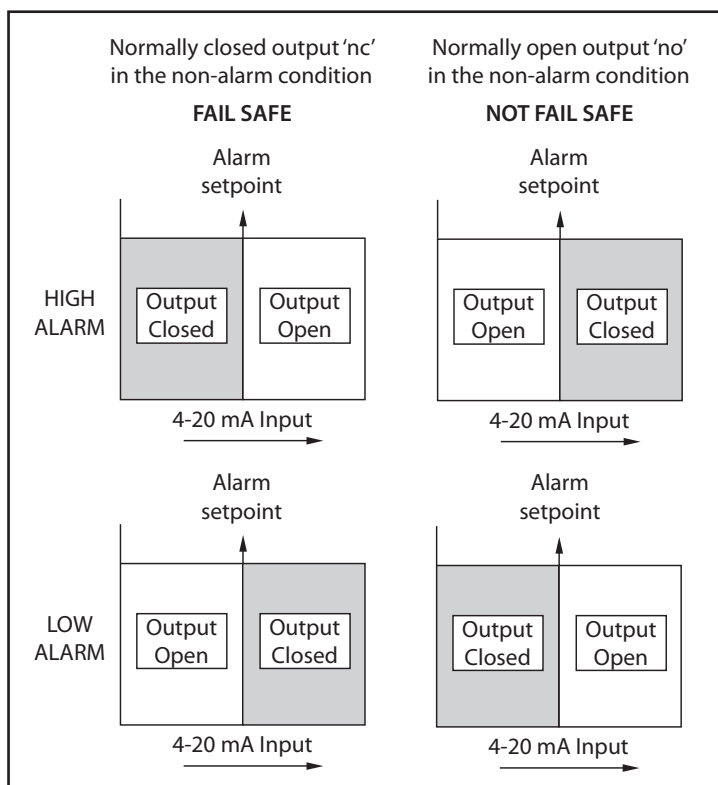 Normally closed output 'nc'
in the non-alarm condition
FAIL SAFE
Normally open output 'no'
in the non-alarm condition
NOT FAIL SAFE
Alarm
setpoint
Alarm
setpoint
HIGH
ALARM
Output
Closed
Output
Open
Output
Open
Output
Closed
4-20 mA Input
4-20 mA Input
Alarm
setpoint
Alarm
setpoint
LOW
ALARM
Output
Open
Output
Closed
Output
Closed
Output
Open
4-20 mA Input
4-20 mA Input